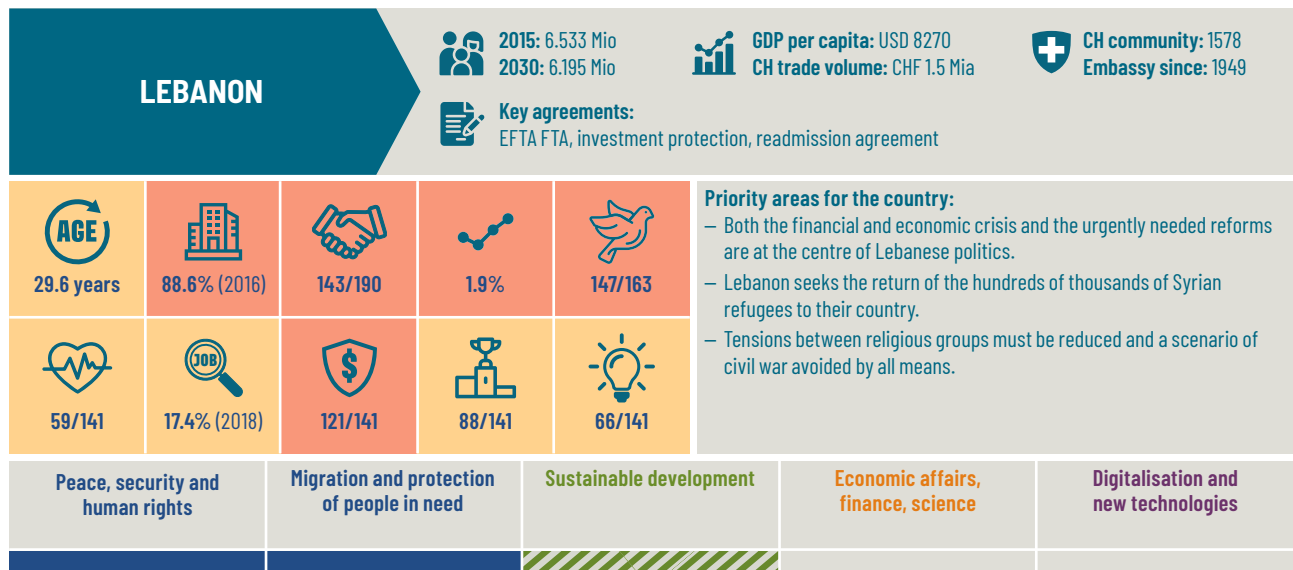 LEBANON
2015: 6.533 Mio
2030: 6.195 Mio
GDP per capita: USD 8270
CH trade volume: CHF 1.5 Mia
CH community: 1578
Embassy since: 1949
Key agreements:
EFTA FTA, investment protection, readmission agreement
AGE
29.6 years
88.6% (2016)
143/190
1.9%
147/163
JOB
$
59/141
17.4% (2018)
121/141
88/141
66/141
Priority areas for the country:
– Both the financial and economic crisis and the urgently needed reforms
are at the centre of Lebanese politics.
– Lebanon seeks the return of the hundreds of thousands of Syrian
refugees to their country.
– Tensions between religious groups must be reduced and a scenario of
civil war avoided by all means.
Peace, security and
human rights
Migration and protection
of people in need
Sustainable development
Economic affairs,
finance, science
Digitalisation and
new technologies